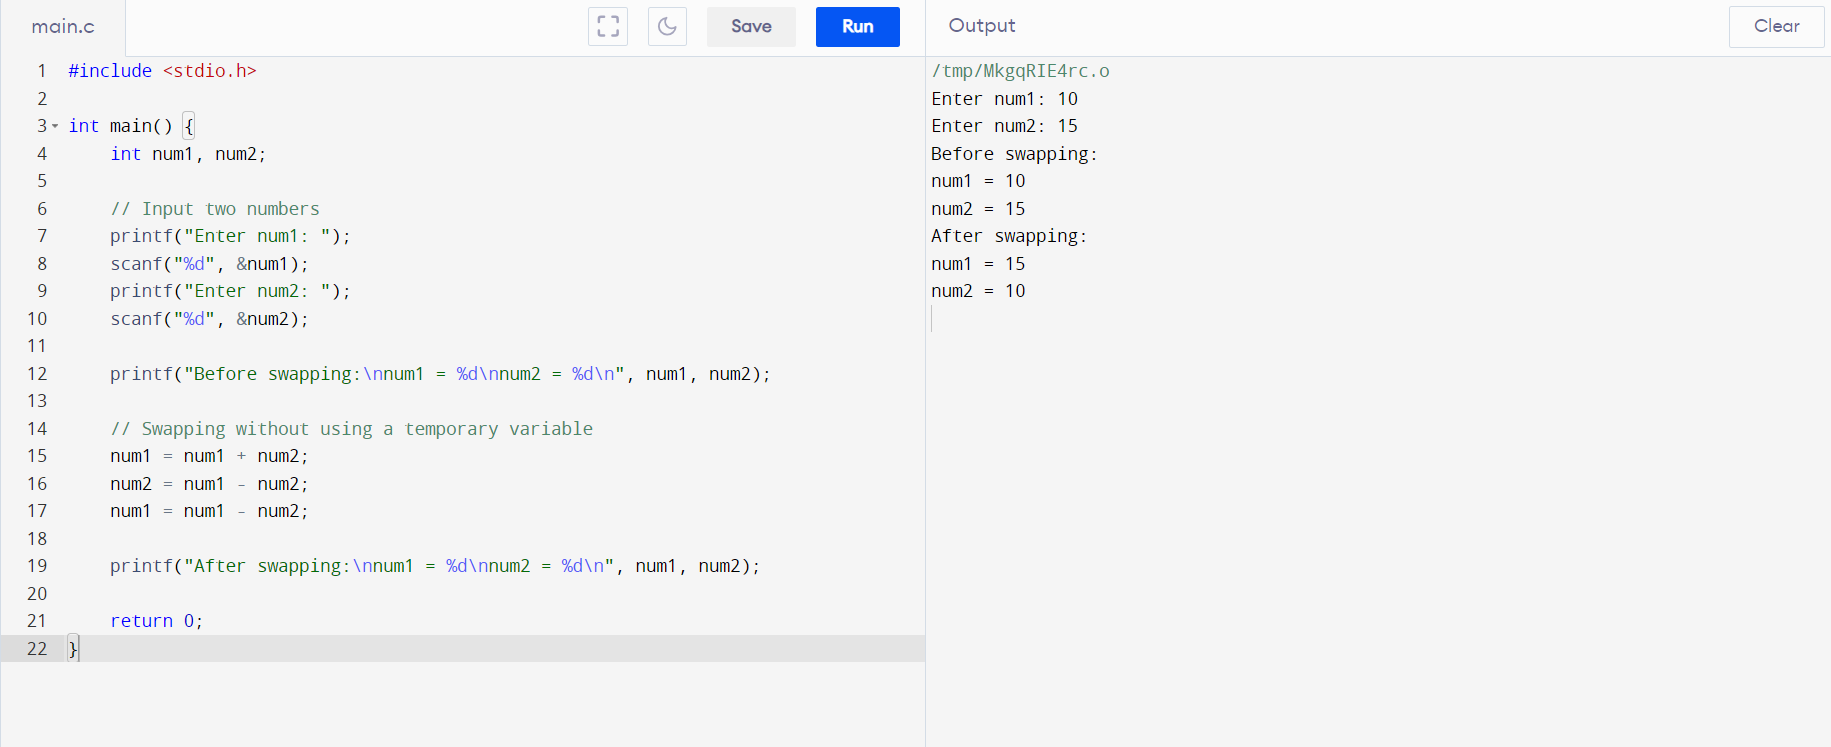 main.c
Save
Run
Output
Clear
1 #include <stdio.h>
2
3 int main() {
4     int num1, num2;
5
6     // Input two numbers
7     printf("Enter num1: ");
8     scanf("%d", &num1);
9     printf("Enter num2: ");
10     scanf("%d", &num2);
11
12     printf("Before swapping:\nnum1 = %d\nnum2 = %d\n", num1, num2);
13
14     // Swapping without using a temporary variable
15     num1 = num1 + num2;
16     num2 = num1 - num2;
17     num1 = num1 - num2;
18
19     printf("After swapping:\nnum1 = %d\nnum2 = %d\n", num1, num2);
20
21     return 0;
22 }
/tmp/MkgqRIE4rc.o
Enter num1: 10
Enter num2: 15
Before swapping:
num1 = 10
num2 = 15
After swapping:
num1 = 15
num2 = 10